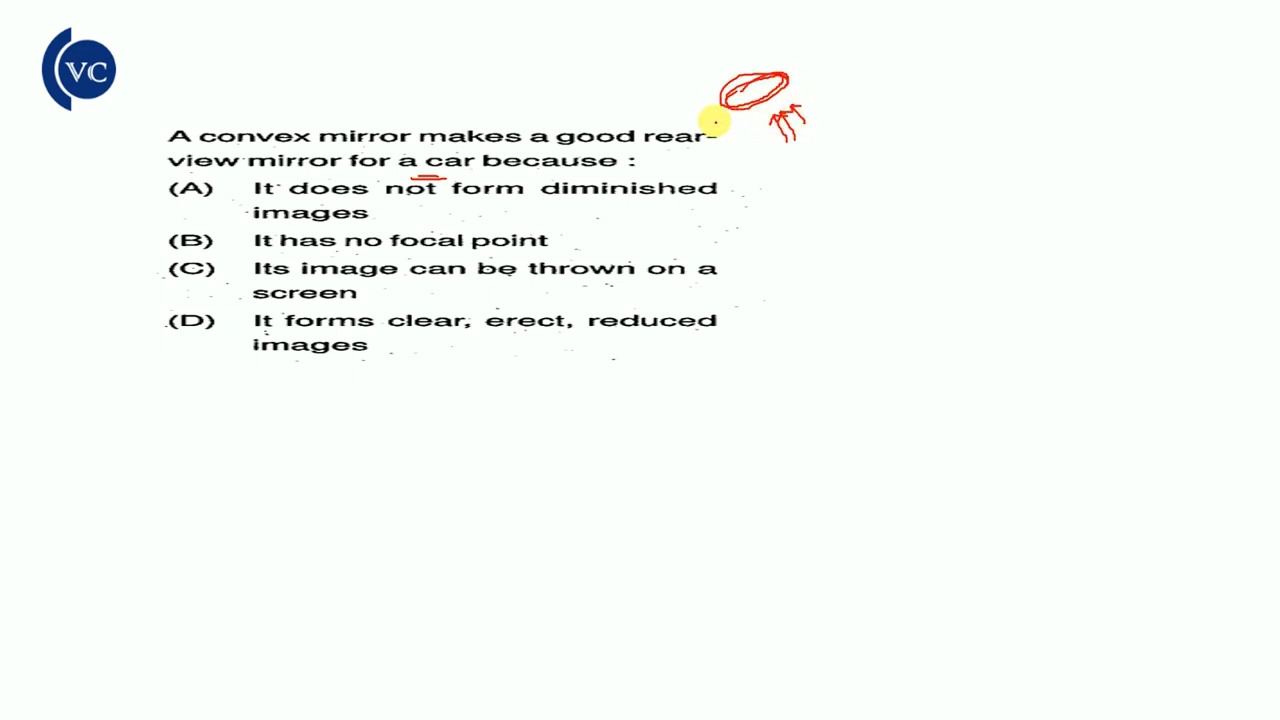 VC
A convex mirror makes a good rear-
view mirror for a car because :
(A) It does not form diminished
images
(B) It has no focal point
(C) Its image can be thrown on a
screen
(D) It forms clear, erect, reduced
images